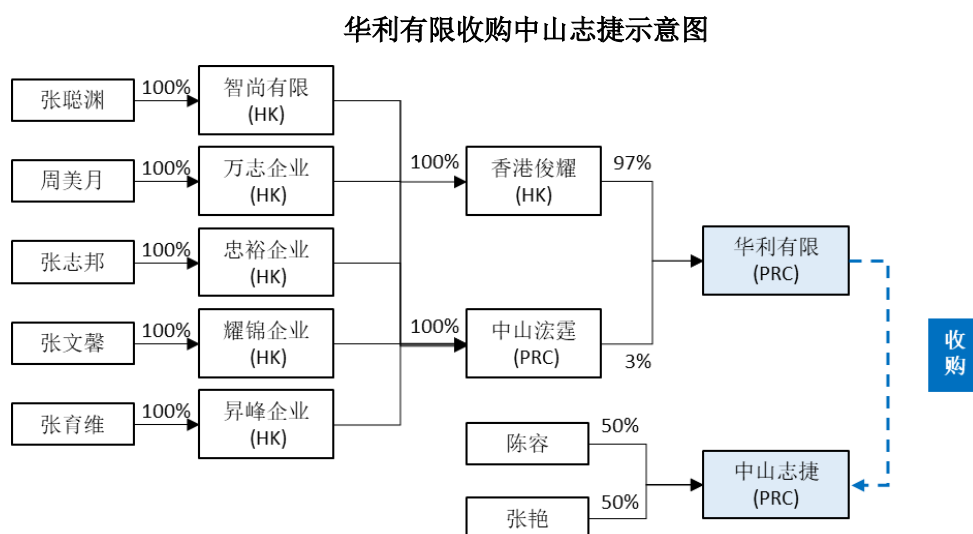 华利有限收购中山志捷示意图
张聪渊
100%
智尚有限
(HK)
周美月
100%
万志企业
(HK)
100%
香港俊耀
(HK)
97%
张志邦
100%
忠裕企业
(HK)
华利有限
(PRC)
张文馨
100%
耀锦企业
(HK)
100%
中山浤霆
(PRC)
3%
收
购
张育维
100%
昇峰企业
(HK)
陈容
50%
中山志捷
(PRC)
张艳
50%